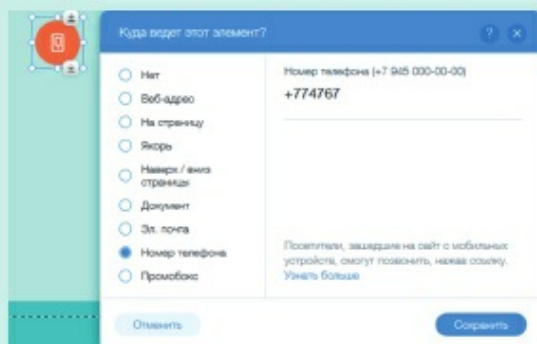 Куда ведет этот элемент?
? ×
Нет
Веб-адрес
На страницу
Якорь
Наверх / вниз
страницы
Документ
Эл. почта
Номер телефона
Промобокс
Номер телефона (+7 945 000-00-00)
+774767
Посетители, зашедшие на сайт с мобильных
устройств, смогут позвонить, нажав ссылку.
Узнать больше
Отменить
Сохранить